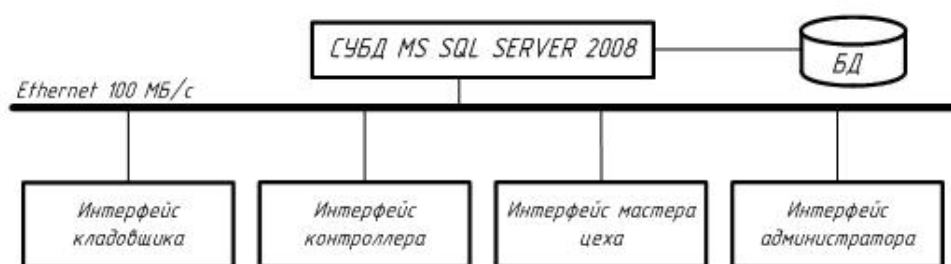 СУБД MS SQL SERVER 2008
БД
Ethernet 100 МБ/с
Интерфейс
кладовщика
Интерфейс
контроллера
Интерфейс мастера
цеха
Интерфейс
администратора